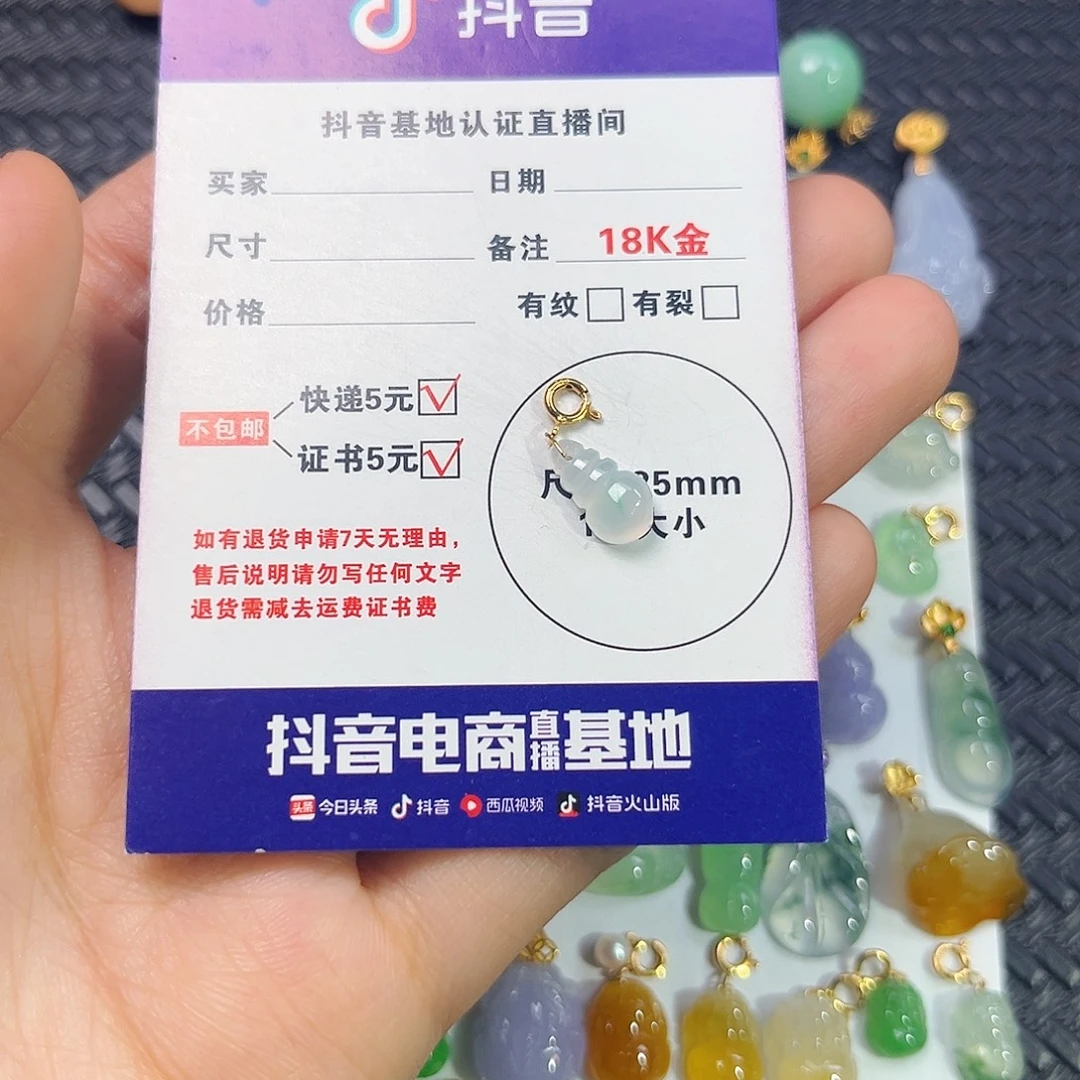 抖音
抖音基地认证直播间
买家 日期
尺寸 备注 18K金
价格 有纹 有裂
快递5元
不包邮
证书5元
5mm
大小
如有退货申请7天无理由，
售后说明请勿写任何文字
退货需减去运费证书费
抖音电商直播基地
头条 今日头条 抖音 西瓜视频 抖音火山版